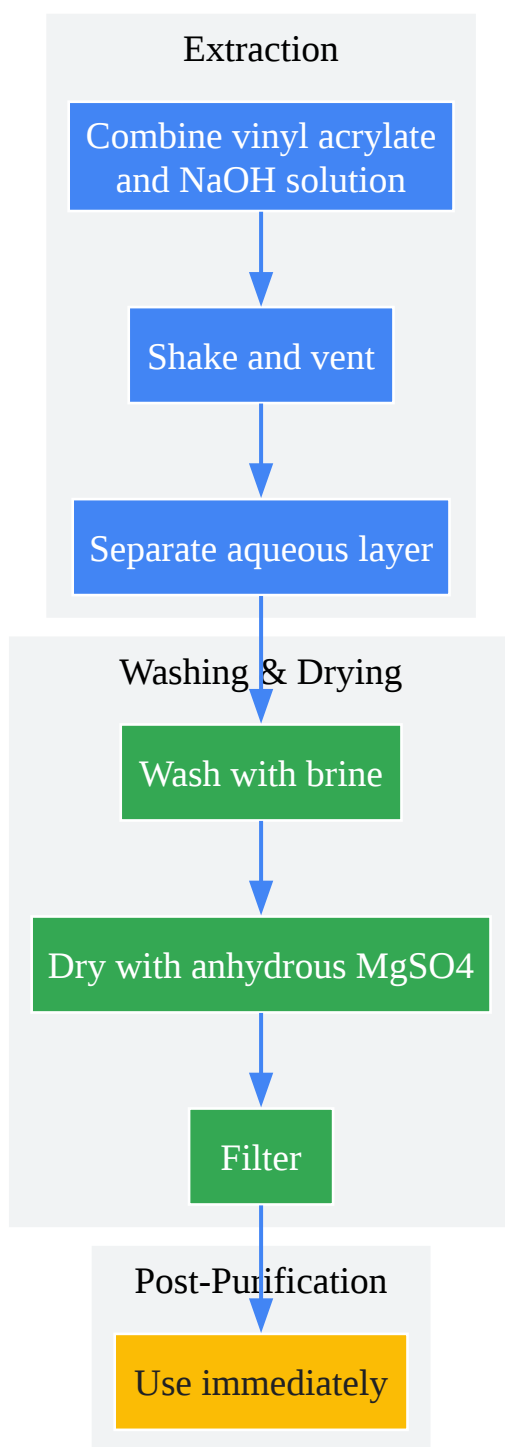 Extraction
Combine vinyl acrylate
and NaOH solution
Shake and vent
Separate aqueous layer
Washing & Drying
Wash with brine
Dry with anhydrous MgSO4
Filter
Post-Purification
Use immediately